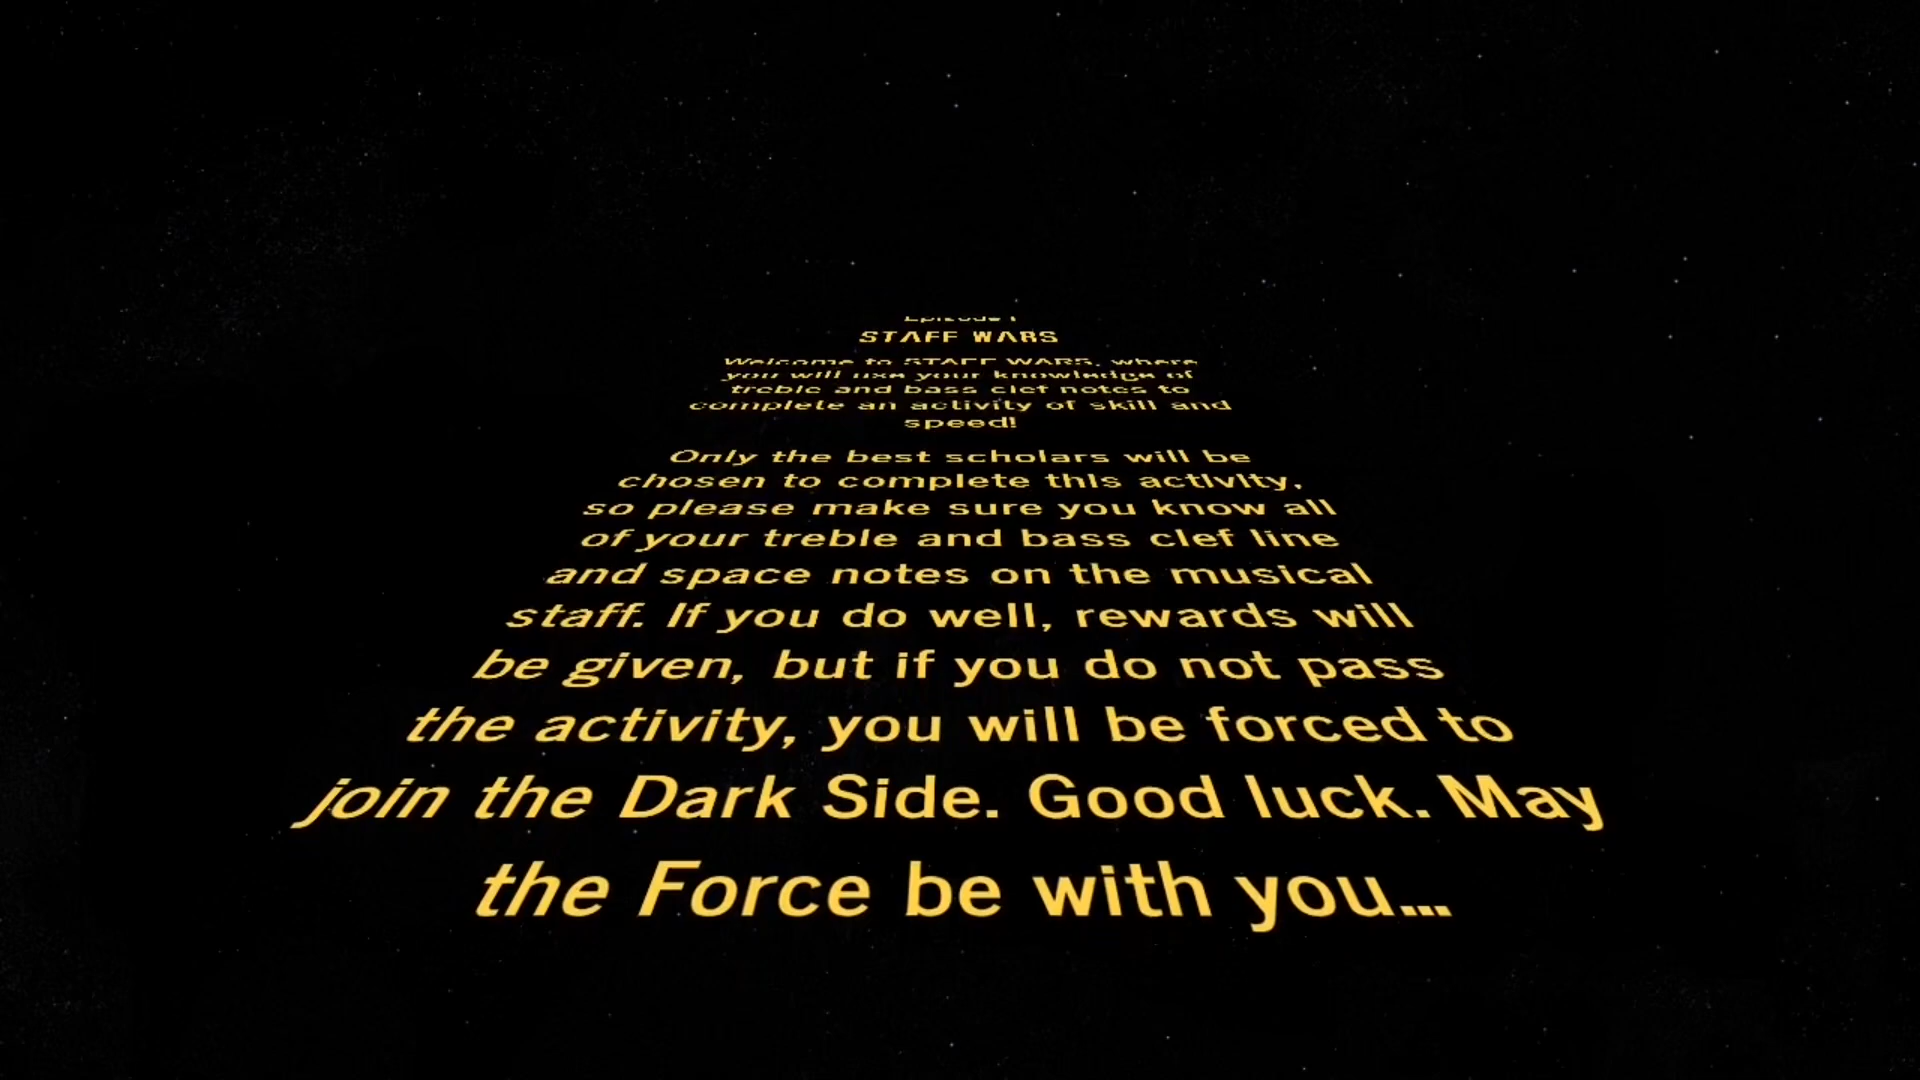 Episode I
STAFF WARS
Welcome to STAFF WARS, where
you will use your knowledge of
treble and bass clef notes to
complete an activity of skill and
speed!
Only the best scholars will be
chosen to complete this activity,
so please make sure you know all
of your treble and bass clef line
and space notes on the musical
staff. If you do well, rewards will
be given, but if you do not pass
the activity, you will be forced to
join the Dark Side. Good luck. May
the Force be with you...